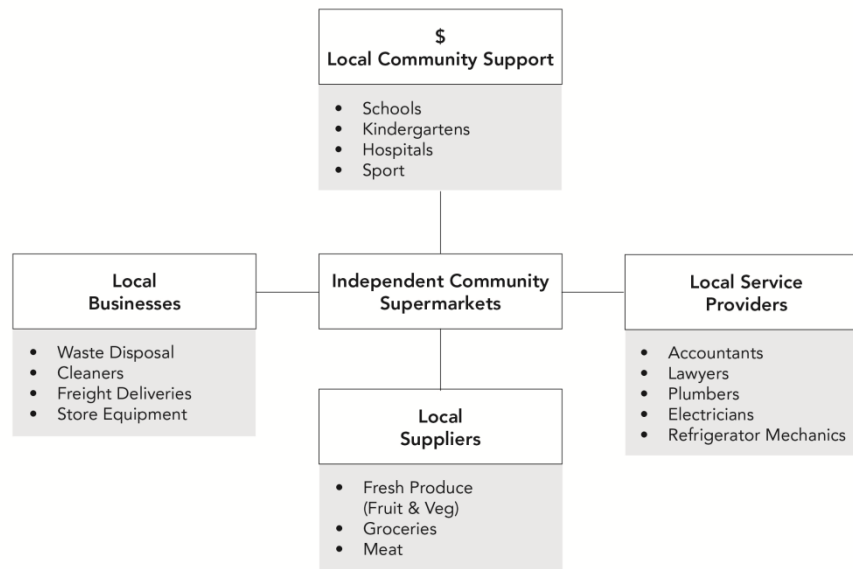 $
Local Community Support
• Schools
• Kindergartens
• Hospitals
• Sport
Local
Businesses
• Waste Disposal
• Cleaners
• Freight Deliveries
• Store Equipment
Independent Community
Supermarkets
Local Service
Providers
• Accountants
• Lawyers
• Plumbers
• Electricians
• Refrigerator Mechanics
Local
Suppliers
• Fresh Produce
(Fruit & Veg)
• Groceries
• Meat